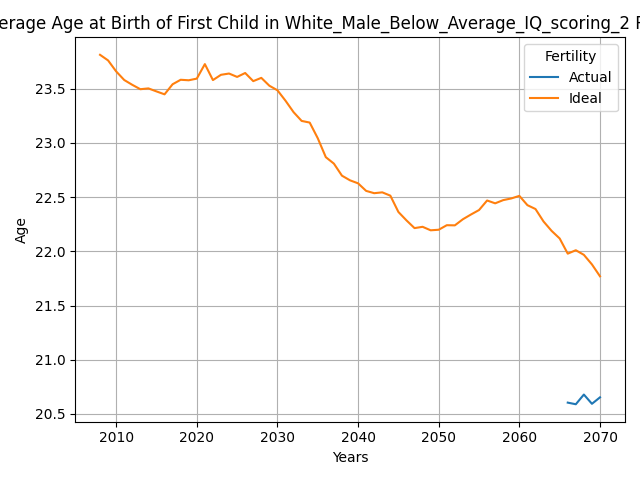 erage Age at Birth of First Child in White_Male_Below_Average_IQ_scoring_2
Fertility
Actual
Ideal
23.5
23.0
22.5
22.0
21.5
21.0
20.5
Age
2010 2020 2030 2040 2050 2060 2070
Years